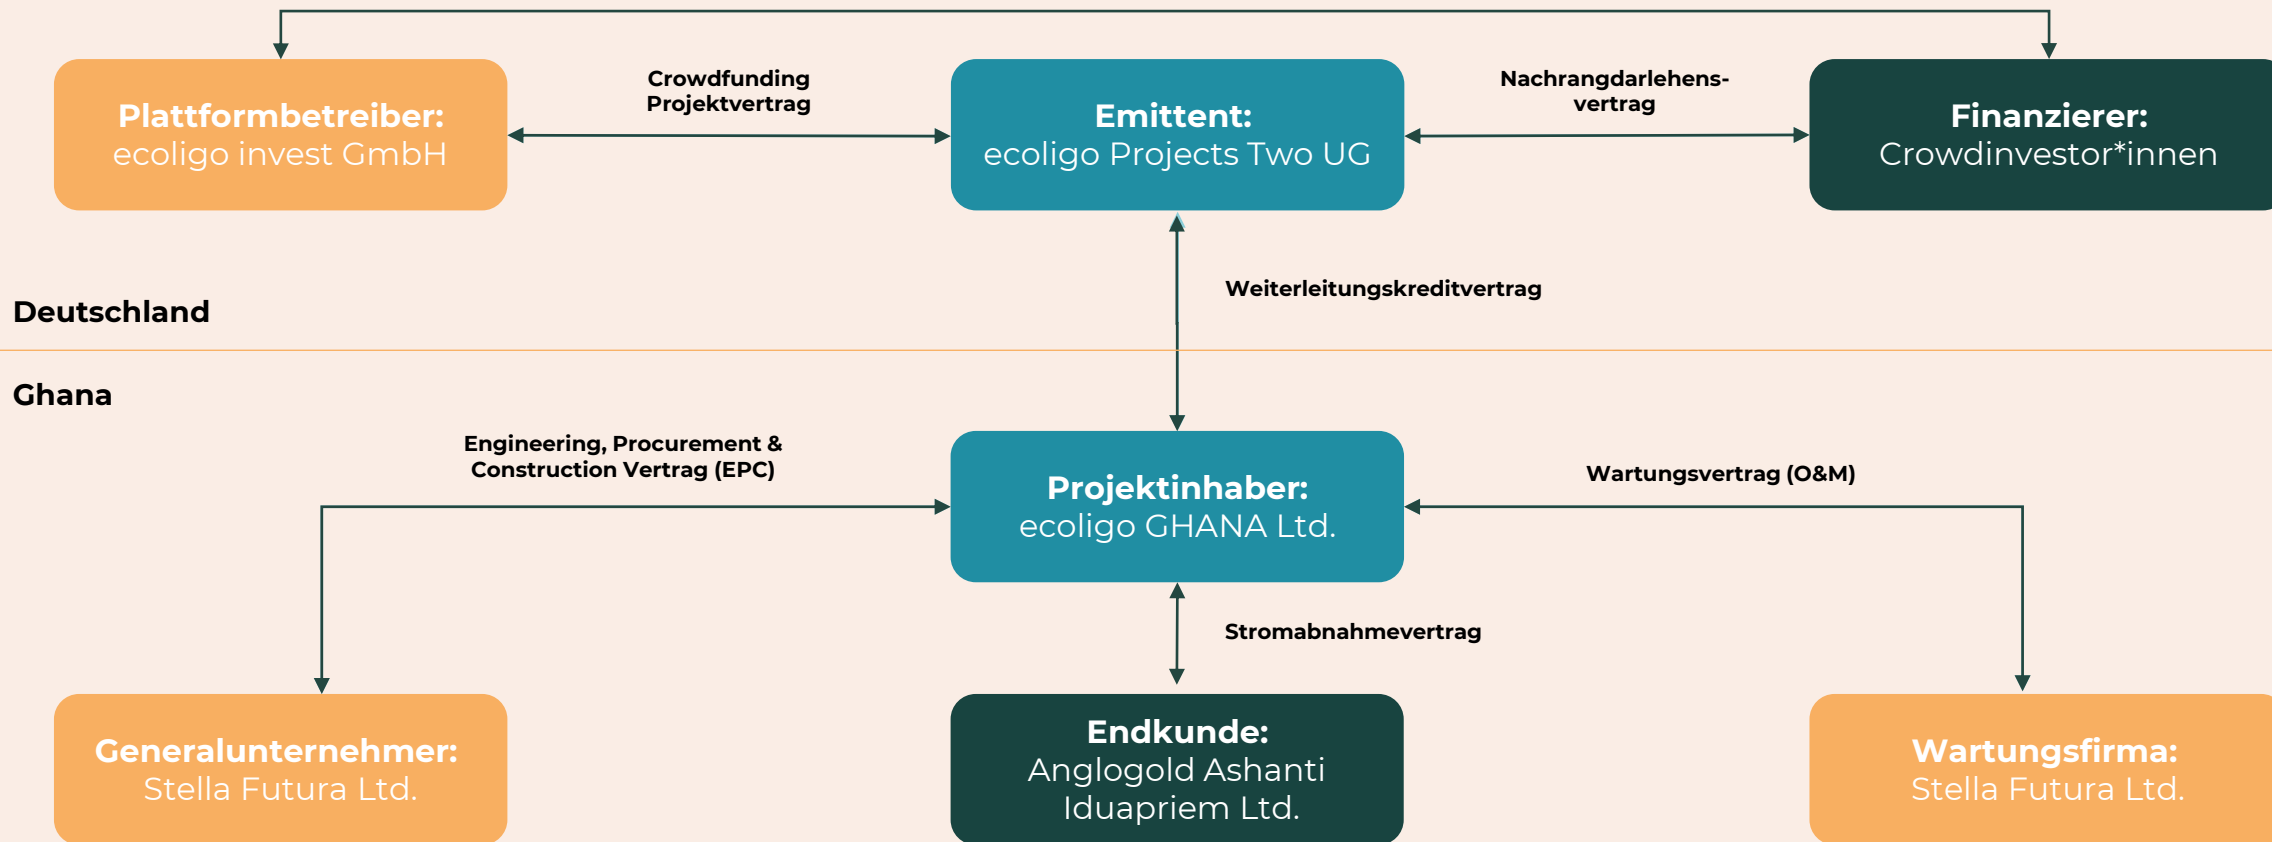 Crowdfunding
Projektvertrag
Nachrangdarlehens-
vertrag
Plattformbetreiber:
ecoligo invest GmbH
Emittent:
ecoligo Projects Two UG
Finanzierer:
Crowdinvestor*innen
Weiterleitungskreditvertrag
Deutschland
Ghana
Engineering, Procurement &
Construction Vertrag (EPC)
Projektinhaber:
ecoligo GHANA Ltd.
Wartungsvertrag (O&M)
Stromabnahmevertrag
Generalunternehmer:
Stella Futura Ltd.
Endkunde:
Anglogold Ashanti
Iduapriem Ltd.
Wartungsfirma:
Stella Futura Ltd.